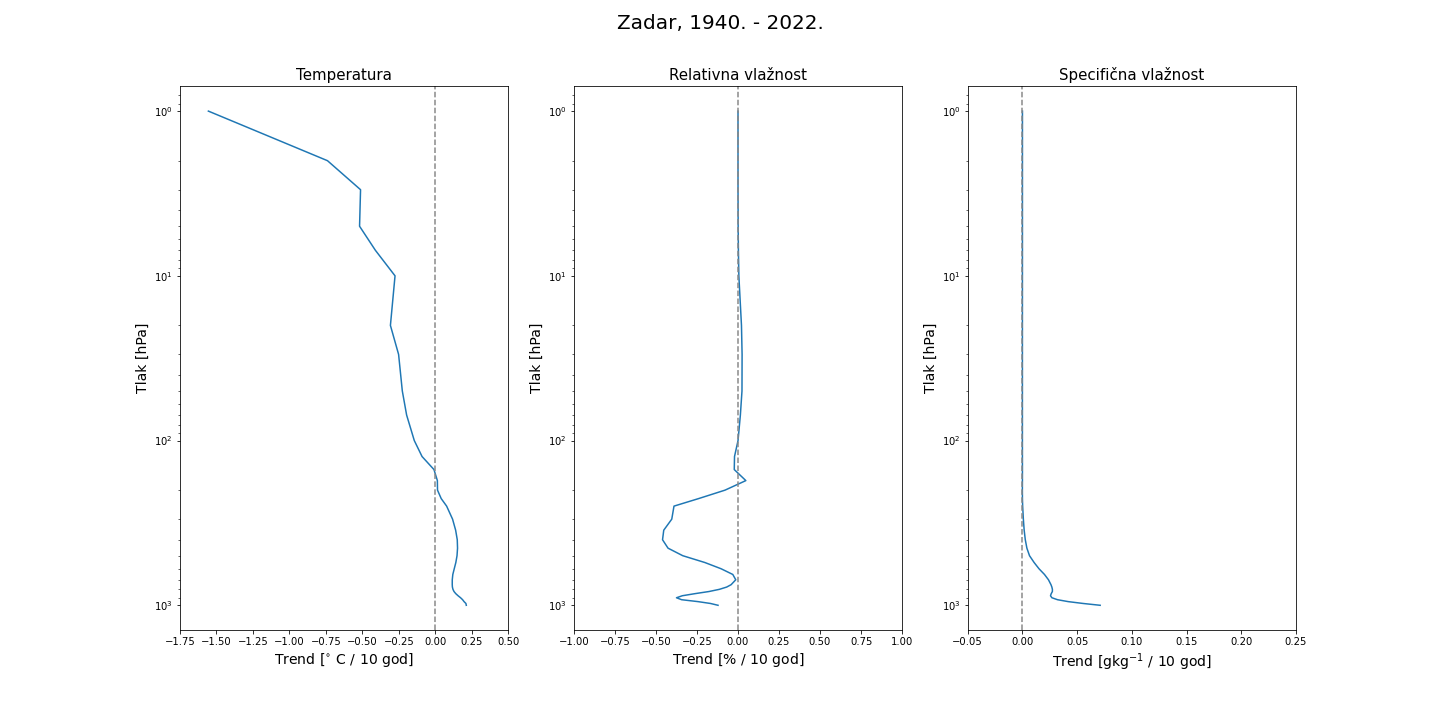 Zadar, 1940. - 2022.
Temperatura
10⁰
10¹
10²
10³
Tlak [hPa]
−1.75 −1.50 −1.25 −1.00 −0.75 −0.50 −0.25 0.00 0.25 0.50
Trend [° C / 10 god]
Relativna vlažnost
10⁰
10¹
10²
10³
Tlak [hPa]
−1.00 −0.75 −0.50 −0.25 0.00 0.25 0.50 0.75 1.00
Trend [% / 10 god]
Specifična vlažnost
10⁰
10¹
10²
10³
Tlak [hPa]
−0.05 0.00 0.05 0.10 0.15 0.20 0.25
Trend [gkg⁻¹ / 10 god]